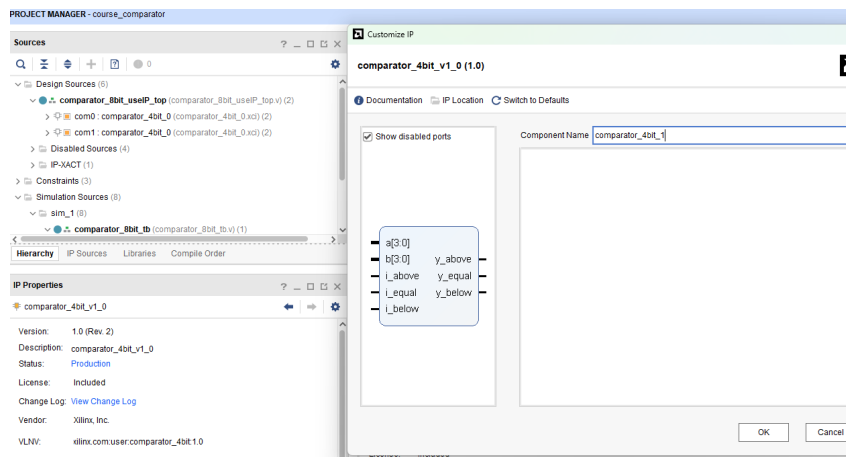 PROJECT MANAGER - course_comparator
Sources
0
Design Sources (6)
comparator_8bit_useIP_top (comparator_8bit_useIP_top.v) (2)
com0 : comparator_4bit_0 (comparator_4bit_0.xci) (2)
com1 : comparator_4bit_0 (comparator_4bit_0.xci) (2)
Disabled Sources (4)
IP-XACT (1)
Constraints (3)
Simulation Sources (8)
sim_1 (8)
comparator_8bit_tb (comparator_8bit_tb.v) (1)
Hierarchy IP Sources Libraries Compile Order
IP Properties
comparator_4bit_v1_0
Version: 1.0 (Rev. 2)
Description: comparator_4bit_v1_0
Status: Production
License: Included
Change Log: View Change Log
Vendor: Xilinx, Inc.
VLNV: xilinx.com:user:comparator_4bit:1.0
Customize IP
comparator_4bit_v1_0 (1.0)
Documentation IP Location Switch to Defaults
Show disabled ports
Component Name comparator_4bit_1
a[3:0]
b[3:0] y_above
i_above y_equal
i_equal y_below
i_below
OK Cancel